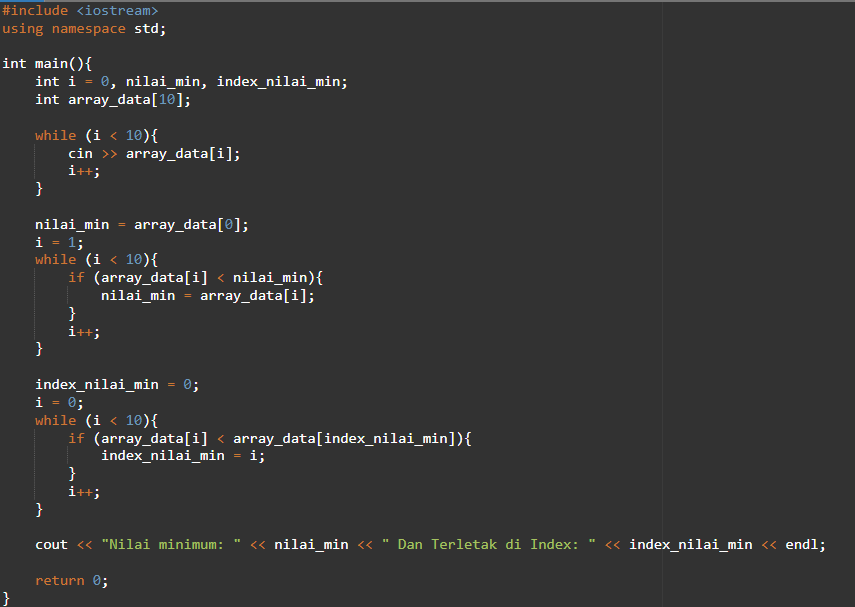 #include <iostream>
using namespace std;
int main(){
    int i = 0, nilai_min, index_nilai_min;
    int array_data[10];
    while (i < 10){
        cin >> array_data[i];
        i++;
    }
    nilai_min = array_data[0];
    i = 1;
    while (i < 10){
        if (array_data[i] < nilai_min){
            nilai_min = array_data[i];
        }
        i++;
    }
    index_nilai_min = 0;
    i = 0;
    while (i < 10){
        if (array_data[i] < array_data[index_nilai_min]){
            index_nilai_min = i;
        }
        i++;
    }
    cout << "Nilai minimum: " << nilai_min << " Dan Terletak di Index: " << index_nilai_min << endl;
    return 0;
}